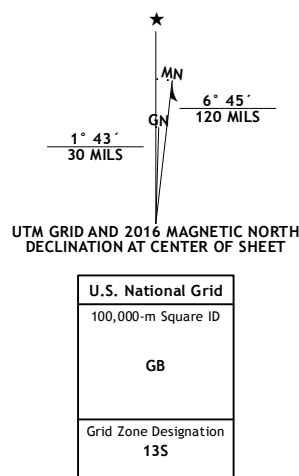 ★
MN
GN
6° 45´
120 MILS
1° 43´
30 MILS
UTM GRID AND 2016 MAGNETIC NORTH
DECLINATION AT CENTER OF SHEET
U.S. National Grid
100,000-m Square ID
GB
Grid Zone Designation
13S